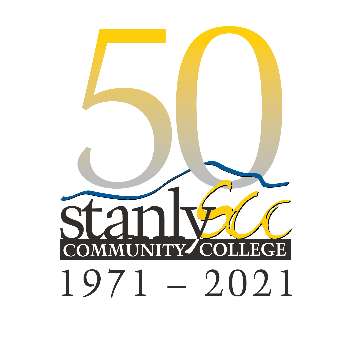 50
stanly SCC
COMMUNITY COLLEGE
1971 – 2021